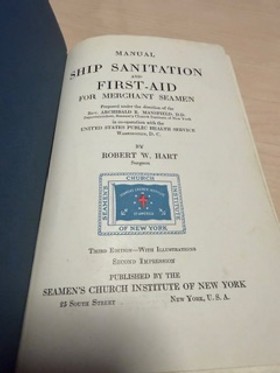 MANUAL
SHIP SANITATION
AND
FIRST-AID
FOR MERCHANT SEAMEN
Prepared under the direction of the
REV. ARCHIBALD R. MANSFIELD, D.D.
Superintendent, Seamen's Church Institute of New York
in co-operation with the
UNITED STATES PUBLIC HEALTH SERVICE
WASHINGTON, D. C.
BY
ROBERT W. HART
Surgeon
SEAMEN'S
CHURCH
INSTITUTE
OF NEW YORK
THIRD EDITION—WITH ILLUSTRATIONS
SECOND IMPRESSION
PUBLISHED BY THE
SEAMEN'S CHURCH INSTITUTE OF NEW YORK
25 SOUTH STREET NEW YORK, U. S. A.